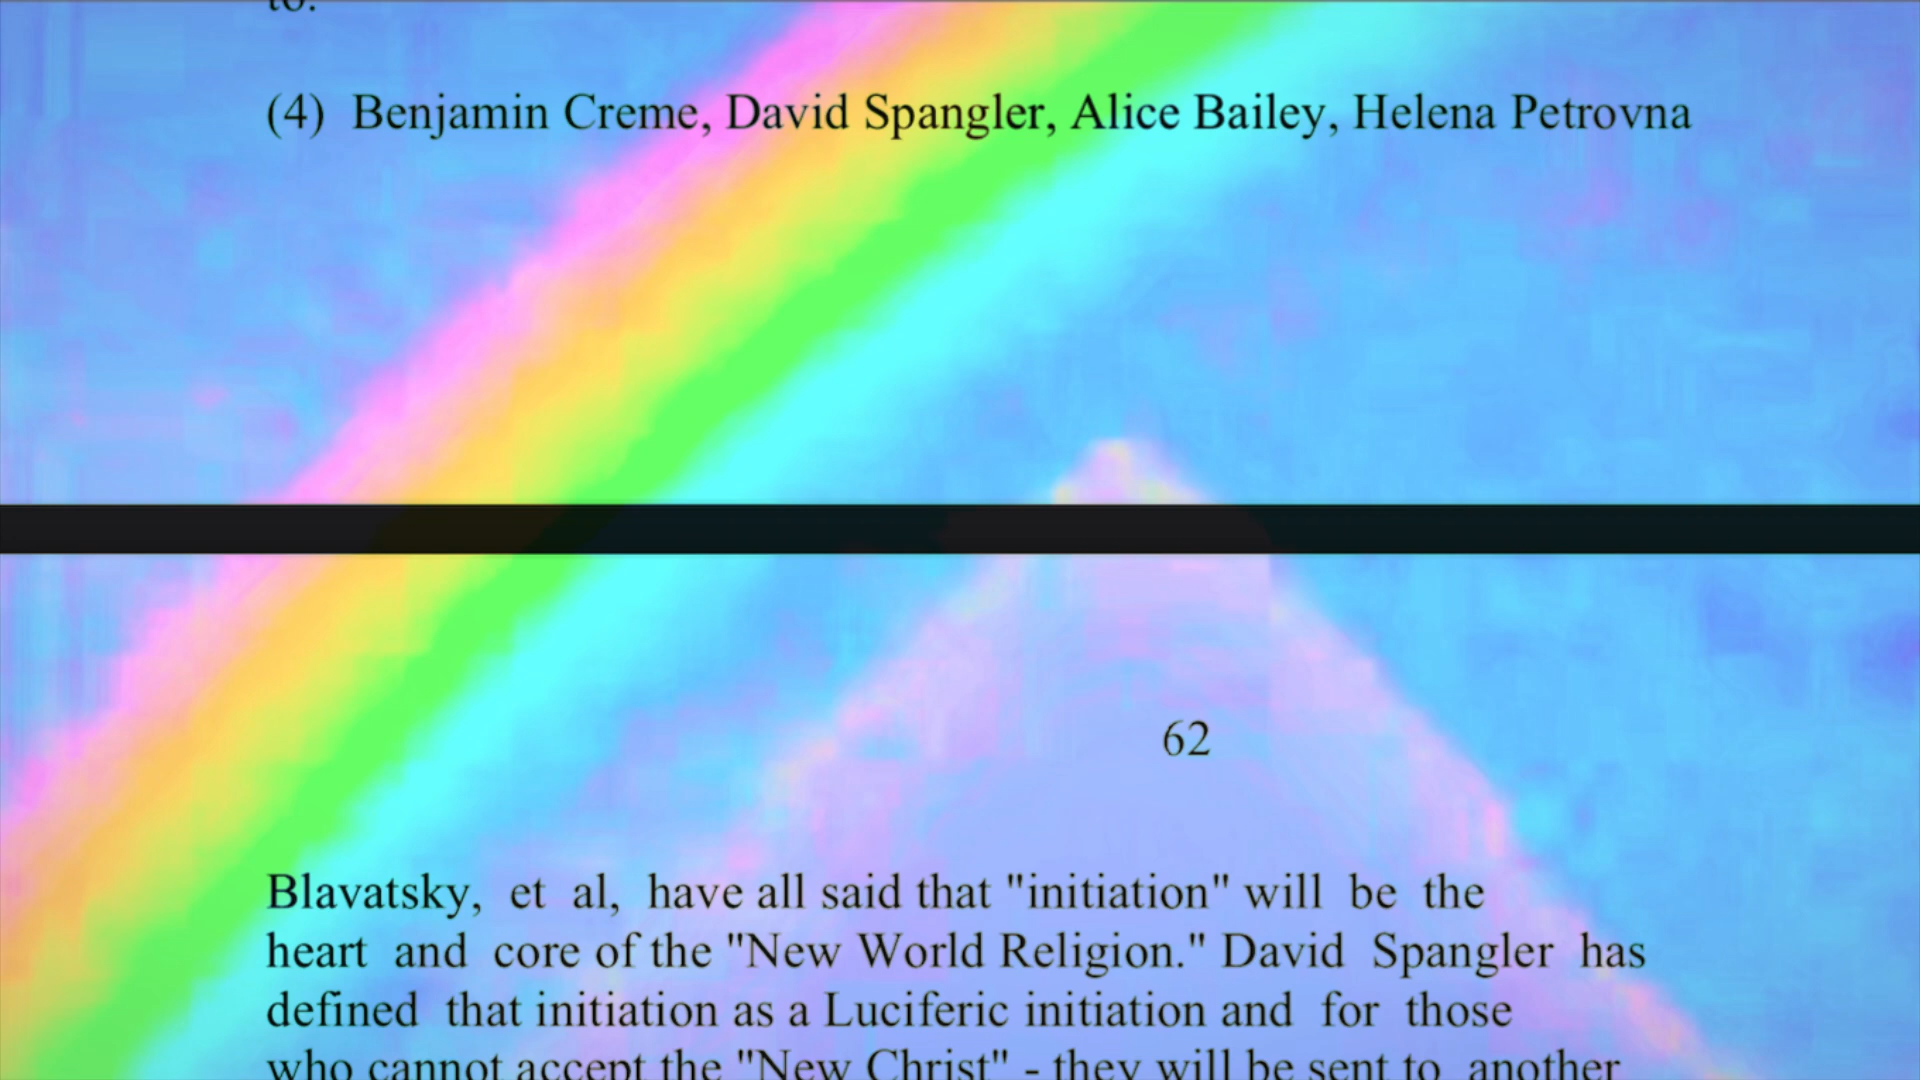 to.
(4) Benjamin Creme, David Spangler, Alice Bailey, Helena Petrovna
62
Blavatsky, et al, have all said that "initiation" will be the
heart and core of the "New World Religion." David Spangler has
defined that initiation as a Luciferic initiation and for those
who cannot accept the "New Christ" - they will be sent to another